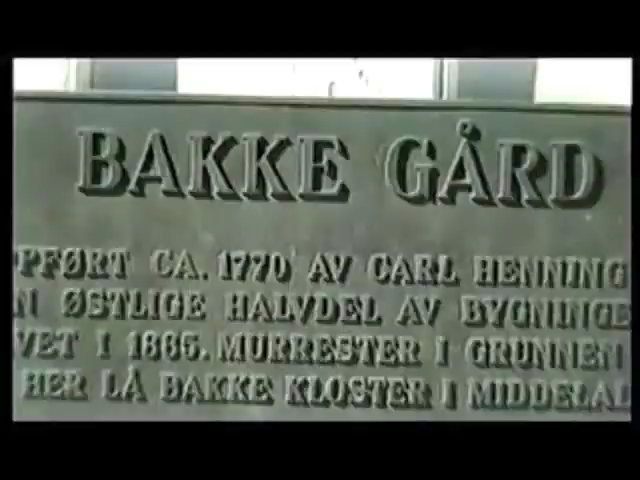 BAKKE GÅRD
PPFØRT CA. 1770 AV CARL HENNING
N ØSTLIGE HALVDEL AV BYGNINGE
VET I 1865. MURRESTER I GRUNNEN
HER LÅ BAKKE KLOSTER I MIDDELAL